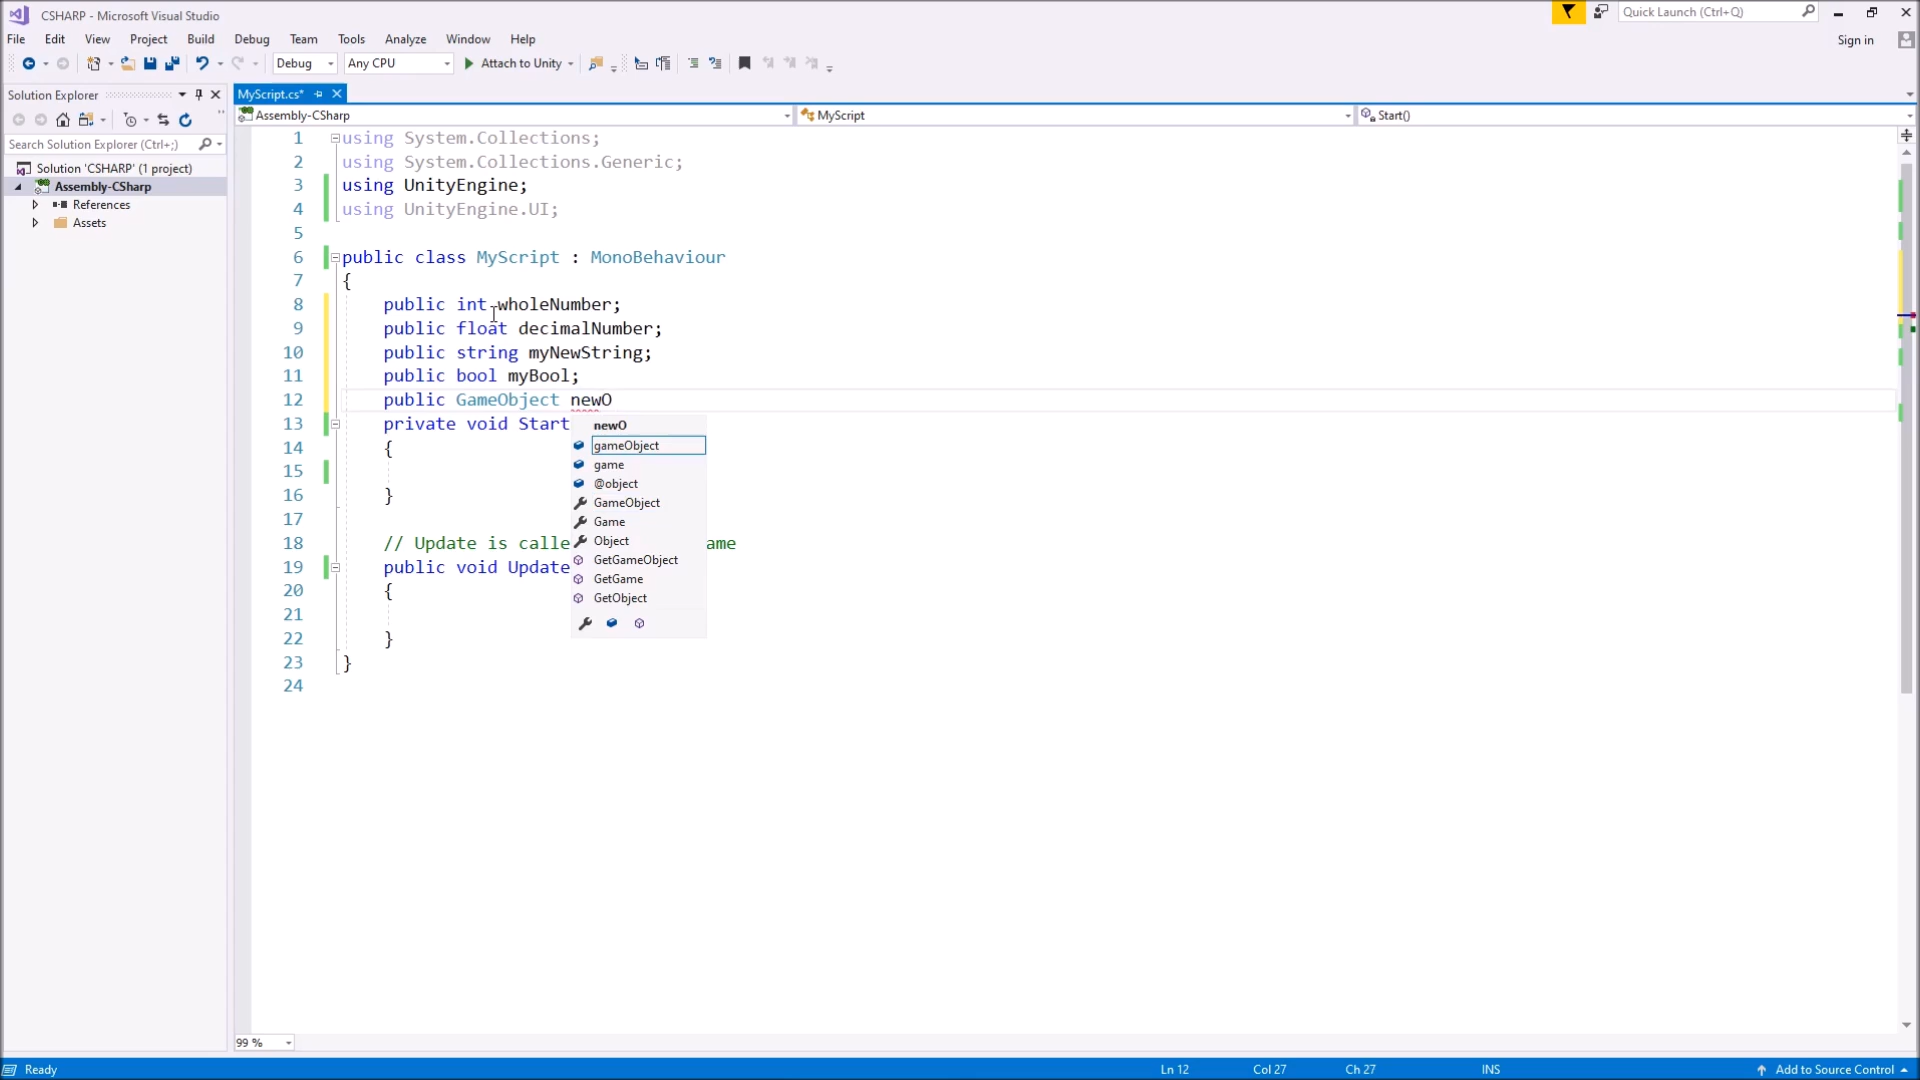 CSHARP - Microsoft Visual Studio
Quick Launch (Ctrl+Q)
File Edit View Project Build Debug Team Tools Analyze Window Help
Sign in
Debug Any CPU Attach to Unity
Solution Explorer
MyScript.cs*
Assembly-CSharp MyScript Start()
Search Solution Explorer (Ctrl+;)
Solution 'CSHARP' (1 project)
Assembly-CSharp
References
Assets
1 using System.Collections;
2 using System.Collections.Generic;
3 using UnityEngine;
4 using UnityEngine.UI;
5
6 public class MyScript : MonoBehaviour
7 {
8 public int wholeNumber;
9 public float decimalNumber;
10 public string myNewString;
11 public bool myBool;
12 public GameObject newO
13 private void Start
14 {
15
16 }
17
18 // Update is calle ame
19 public void Update
20 {
21
22 }
23 }
24
newO
gameObject
game
@object
GameObject
Game
Object
GetGameObject
GetGame
GetObject
99 %
Ready Ln 12 Col 27 Ch 27 INS Add to Source Control